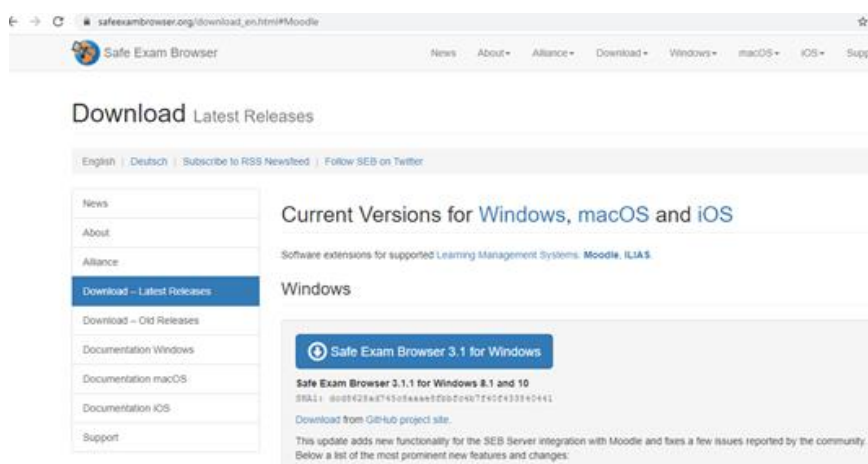 safeexambrowser.org/download_en.html#Moodle
Safe Exam Browser
News About Alliance Download Windows macOS iOS Supp
Download Latest Releases
English | Deutsch | Subscribe to RSS Newsfeed | Follow SEB on Twitter
News
About
Alliance
Download – Latest Releases
Download – Old Releases
Documentation Windows
Documentation macOS
Documentation iOS
Support
Current Versions for Windows, macOS and iOS
Software extensions for supported Learning Management Systems: Moodle, ILIAS.
Windows
Safe Exam Browser 3.1 for Windows
Safe Exam Browser 3.1.1 for Windows 8.1 and 10
SHA1:
Download from GitHub project site.
This update adds new functionality for the SEB Server integration with Moodle and fixes a few issues reported by the community.
Below a list of the most prominent new features and changes: